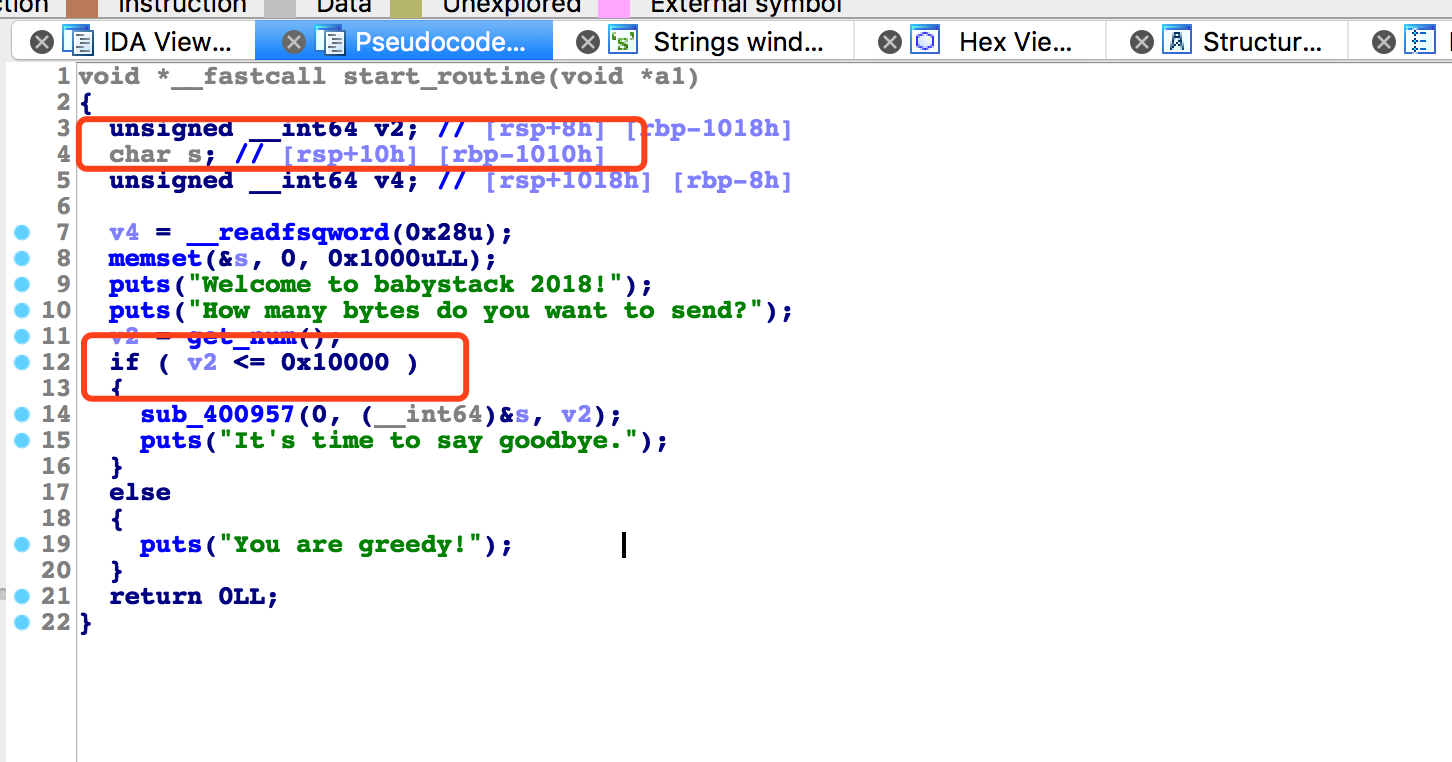 ction Instruction Data Unexplored External symbol
IDA View... Pseudocode... Strings wind... Hex Vie... Structur...
1 void *__fastcall start_routine(void *a1)
2 {
3 unsigned __int64 v2; // [rsp+8h] [rbp-1018h]
4 char s; // [rsp+10h] [rbp-1010h]
5 unsigned __int64 v4; // [rsp+1018h] [rbp-8h]
6
7 v4 = __readfsqword(0x28u);
8 memset(&s, 0, 0x1000uLL);
9 puts("Welcome to babystack 2018!");
10 puts("How many bytes do you want to send?");
11 v2 = get_num();
12 if ( v2 <= 0x10000 )
13 {
14 sub_400957(0, (__int64)&s, v2);
15 puts("It's time to say goodbye.");
16 }
17 else
18 {
19 puts("You are greedy!");
20 }
21 return 0LL;
22 }